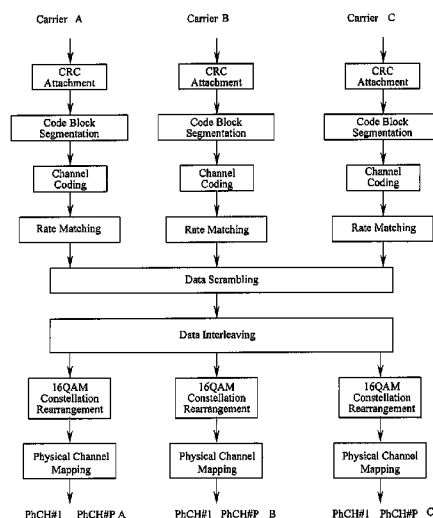 Carrier A Carrier B Carrier C
CRC Attachment CRC Attachment CRC Attachment
Code Block Segmentation Code Block Segmentation Code Block Segmentation
Channel Coding Channel Coding Channel Coding
Rate Matching Rate Matching Rate Matching
Data Scrambling
Data Interleaving
16QAM Constellation Rearrangement 16QAM Constellation Rearrangement 16QAM Constellation Rearrangement
Physical Channel Mapping Physical Channel Mapping Physical Channel Mapping
PhCH#1 PhCH#P A PhCH#1 PhCH#P B PhCH#1 PhCH#P C